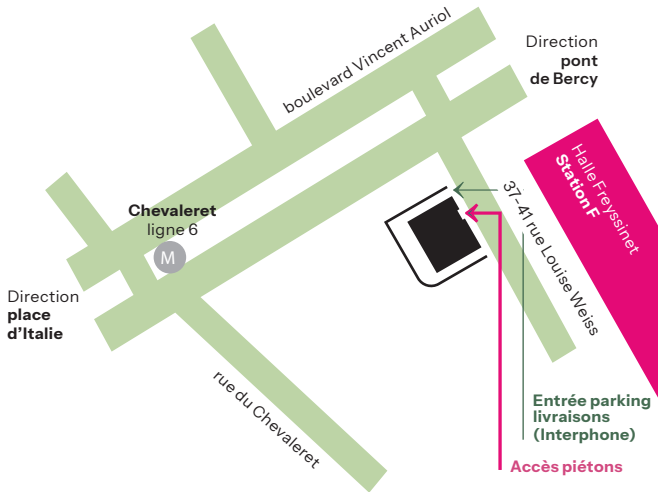 boulevard Vincent Auriol
Direction
pont
de Bercy
Halle Freyssinet
Station F
37-41 rue Louise Weiss
Chevaleret
ligne 6
M
Direction
place
d'Italie
rue du Chevaleret
Entrée parking
livraisons
(Interphone)
Accès piétons